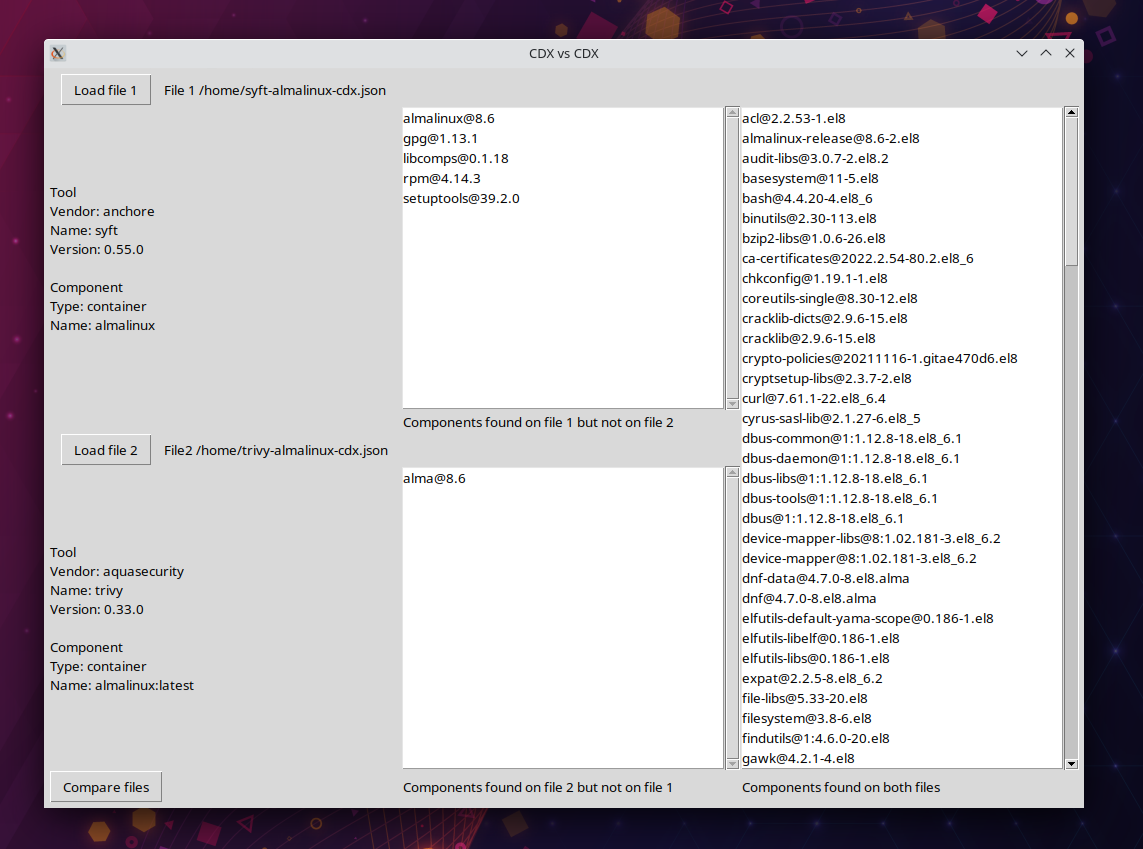 CDX vs CDX
Load file 1
File 1 /home/syft-almalinux-cdx.json
Tool
Vendor: anchore
Name: syft
Version: 0.55.0
Component
Type: container
Name: almalinux
almalinux@8.6
gpg@1.13.1
libcomps@0.1.18
rpm@4.14.3
setuptools@39.2.0
Components found on file 1 but not on file 2
Load file 2
File2 /home/trivy-almalinux-cdx.json
Tool
Vendor: aquasecurity
Name: trivy
Version: 0.33.0
Component
Type: container
Name: almalinux:latest
alma@8.6
Compare files
Components found on file 2 but not on file 1
acl@2.2.53-1.el8
almalinux-release@8.6-2.el8
audit-libs@3.0.7-2.el8.2
basesystem@11-5.el8
bash@4.4.20-4.el8_6
binutils@2.30-113.el8
bzip2-libs@1.0.6-26.el8
ca-certificates@2022.2.54-80.2.el8_6
chkconfig@1.19.1-1.el8
coreutils-single@8.30-12.el8
cracklib-dicts@2.9.6-15.el8
cracklib@2.9.6-15.el8
crypto-policies@20211116-1.gitae470d6.el8
cryptsetup-libs@2.3.7-2.el8
curl@7.61.1-22.el8_6.4
cyrus-sasl-lib@2.1.27-6.el8_5
dbus-common@1:1.12.8-18.el8_6.1
dbus-daemon@1:1.12.8-18.el8_6.1
dbus-libs@1:1.12.8-18.el8_6.1
dbus-tools@1:1.12.8-18.el8_6.1
dbus@1:1.12.8-18.el8_6.1
device-mapper-libs@8:1.02.181-3.el8_6.2
device-mapper@8:1.02.181-3.el8_6.2
dnf-data@4.7.0-8.el8.alma
dnf@4.7.0-8.el8.alma
elfutils-default-yama-scope@0.186-1.el8
elfutils-libelf@0.186-1.el8
elfutils-libs@0.186-1.el8
expat@2.2.5-8.el8_6.2
file-libs@5.33-20.el8
filesystem@3.8-6.el8
findutils@1:4.6.0-20.el8
gawk@4.2.1-4.el8
Components found on both files